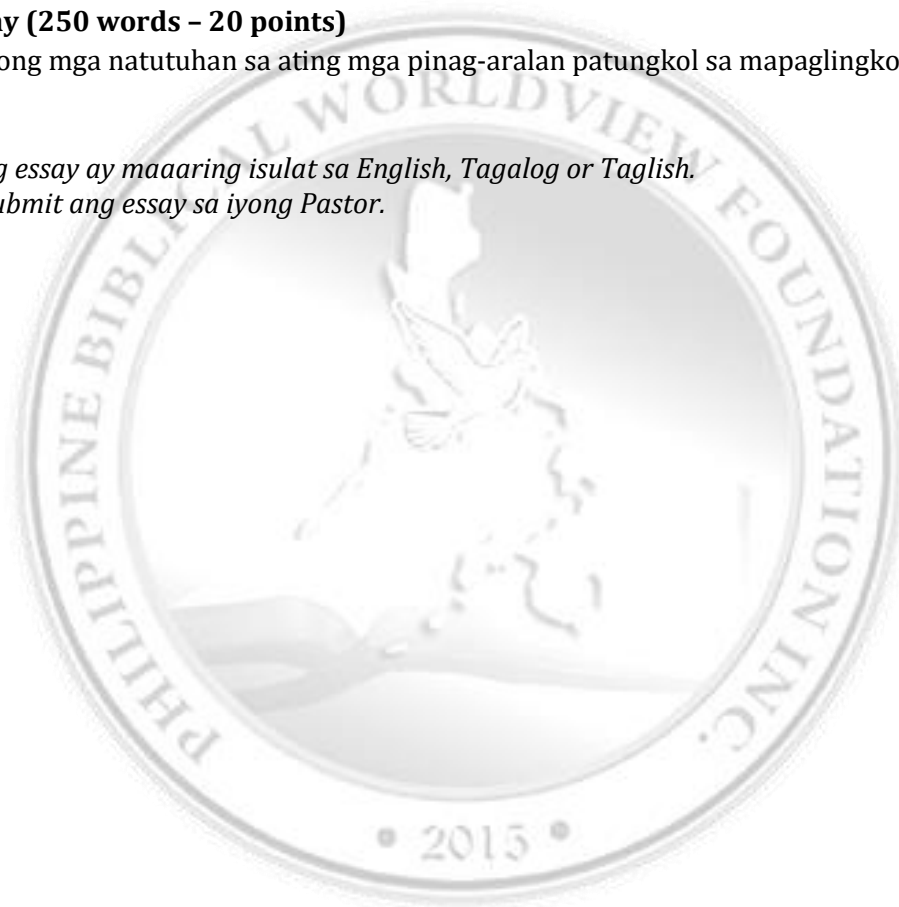 ay (250 words – 20 points)
ong mga natutuhan sa ating mga pinag-aralan patungkol sa mapaglingko
g essay ay maaaring isulat sa English, Tagalog or Taglish.
ubmit ang essay sa iyong Pastor.
PHILIPPINE BIBLICAL WORLDVIEW FOUNDATION INC.
• 2015 •